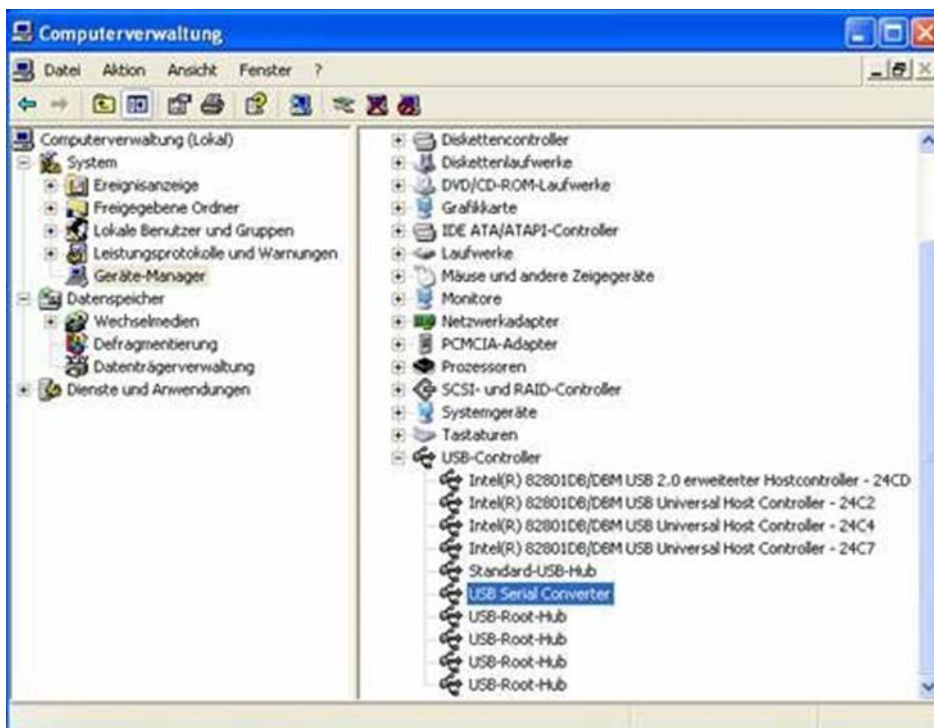 Computerverwaltung
Datei Aktion Ansicht Fenster ?
Computerverwaltung (Lokal)
System
Ereignisanzeige
Freigegebene Ordner
Lokale Benutzer und Gruppen
Leistungsprotokolle und Warnungen
Geräte-Manager
Datenspeicher
Wechselmedien
Defragmentierung
Datenträgerverwaltung
Dienste und Anwendungen
Diskettencontroller
Diskettenlaufwerke
DVD/CD-ROM-Laufwerke
Grafikkarte
IDE ATA/ATAPI-Controller
Laufwerke
Mäuse und andere Zeigegeräte
Monitore
Netzwerkadapter
PCMCIA-Adapter
Prozessoren
SCSI- und RAID-Controller
Systemgeräte
Tastaturen
USB-Controller
Intel(R) 82801DB/DBM USB 2.0 erweiterter Hostcontroller - 24CD
Intel(R) 82801DB/DBM USB Universal Host Controller - 24C2
Intel(R) 82801DB/DBM USB Universal Host Controller - 24C4
Intel(R) 82801DB/DBM USB Universal Host Controller - 24C7
Standard-USB-Hub
USB Serial Converter
USB-Root-Hub
USB-Root-Hub
USB-Root-Hub
USB-Root-Hub